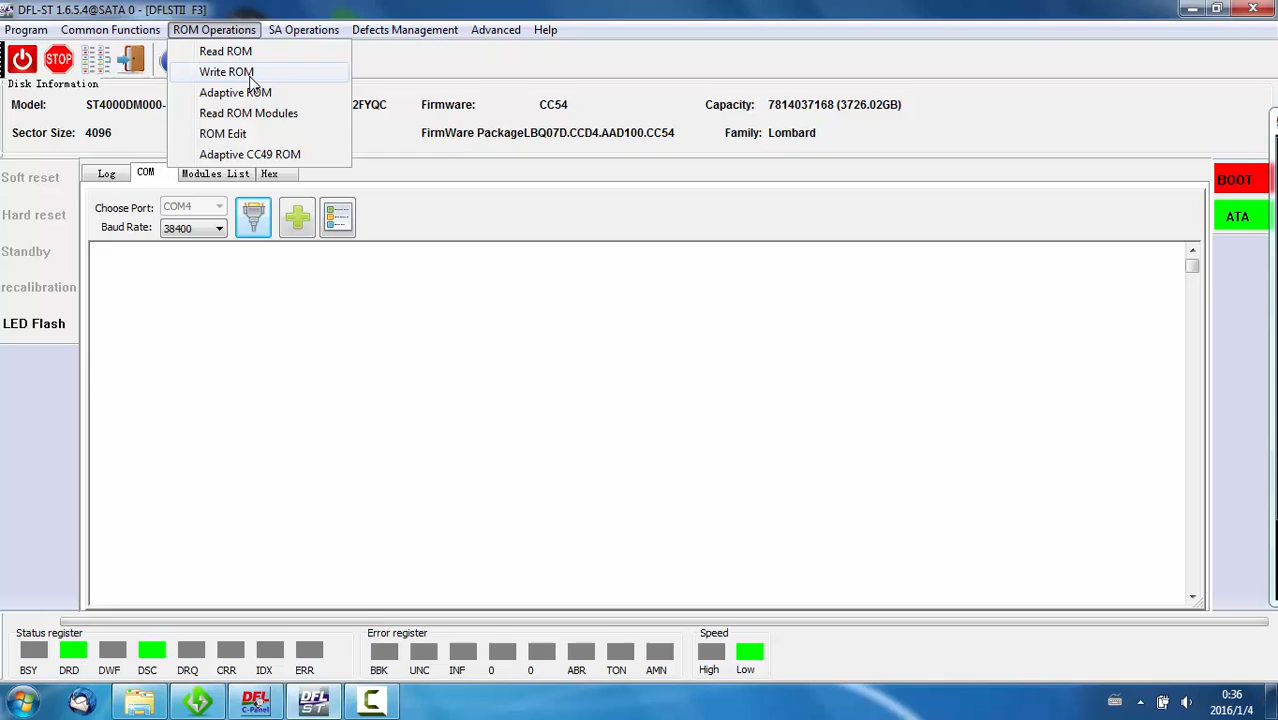 DFL-ST 1.6.5.4@SATA 0 - [DFLSTII  F3]
Program Common Functions ROM Operations SA Operations Defects Management Advanced Help
Read ROM
Write ROM
Adaptive ROM
Read ROM Modules
ROM Edit
Adaptive CC49 ROM
STOP
Disk Information
Model: ST4000DM000- 2FYQC Firmware: CC54 Capacity: 7814037168 (3726.02GB)
Sector Size: 4096 FirmWare PackageLBQ07D.CCD4.AAD100.CC54 Family: Lombard
Log COM Modules List Hex
Soft reset
Hard reset
Standby
recalibration
LED Flash
Choose Port: COM4
Baud Rate: 38400
BOOT
ATA
Status register Error register Speed
BSY DRD DWF DSC DRQ CRR IDX ERR BBK UNC INF 0 0 ABR TON AMN High Low
DFL C-Panel DFL ST C
0:36
2016/1/4